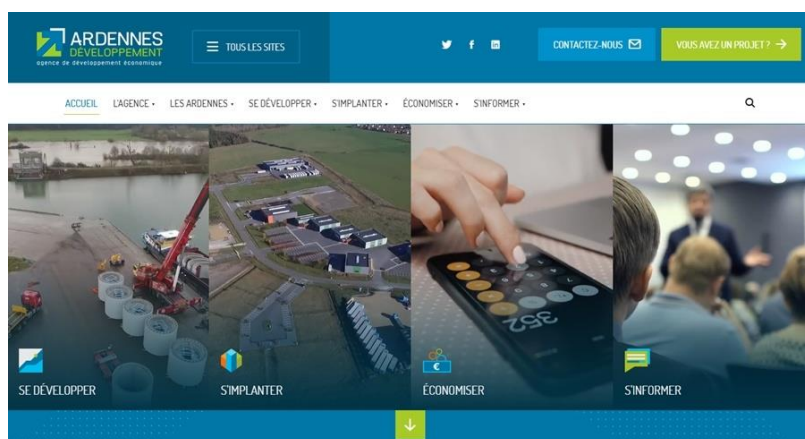 ARDENNES
DÉVELOPPEMENT
agence de développement économique
TOUS LES SITES
CONTACTEZ-NOUS
VOUS AVEZ UN PROJET ?
ACCUEIL L'AGENCE LES ARDENNES SE DÉVELOPPER S'IMPLANTER ÉCONOMISER S'INFORMER
352
€
SE DÉVELOPPER S'IMPLANTER ÉCONOMISER S'INFORMER